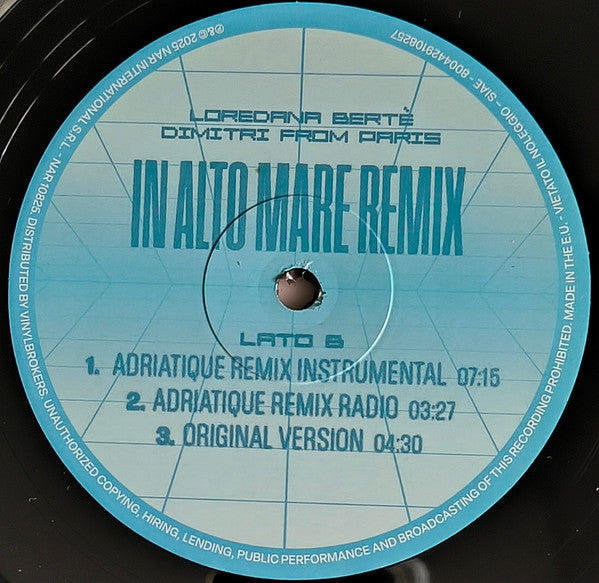 LOREDANA BERTÈ
DIMITRI FROM PARIS
IN ALTO MARE REMIX
LATO B
1. ADRIATIQUE REMIX INSTRUMENTAL 07:15
2. ADRIATIQUE REMIX RADIO 03:27
3. ORIGINAL VERSION 04:30
℗&© 2025 NAR INTERNATIONAL S.R.L. - NAR 10825. DISTRIBUTED BY VINYLBROKERS. UNAUTHORIZED COPYING, HIRING, LENDING, PUBLIC PERFORMANCE AND BROADCASTING OF THIS RECORDING PROHIBITED. MADE IN THE E.U. - VIETATO IL NOLEGGIO - SIAE - 8004429108257